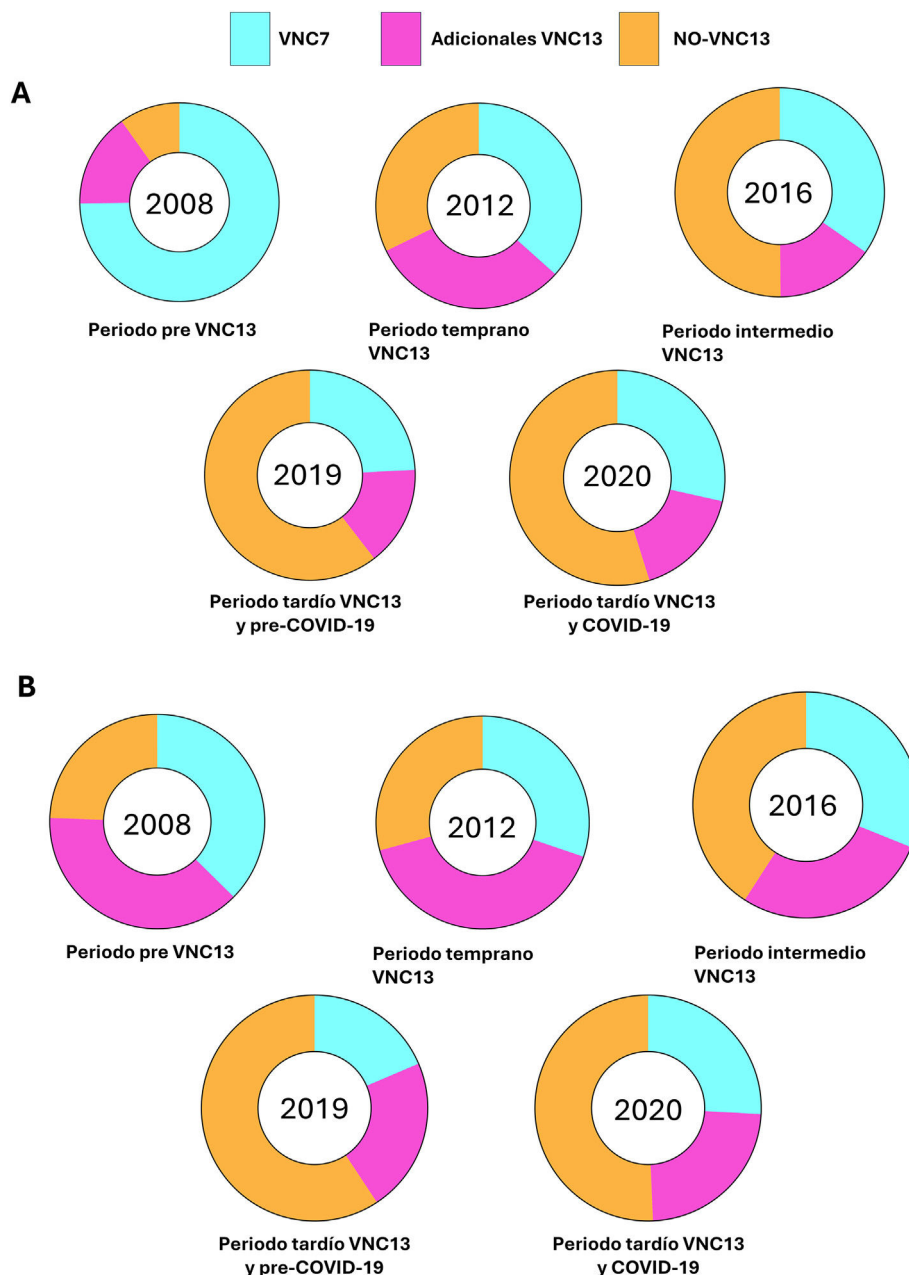 VNC7
Adicionales VNC13
NO-VNC13
A
2008
2012
2016
Periodo pre VNC13
Periodo temprano
VNC13
Periodo intermedio
VNC13
2019
2020
Periodo tardío VNC13
y pre-COVID-19
Periodo tardío VNC13
y COVID-19
B
2008
2012
2016
Periodo pre VNC13
Periodo temprano
VNC13
Periodo intermedio
VNC13
2019
2020
Periodo tardío VNC13
y pre-COVID-19
Periodo tardío VNC13
y COVID-19